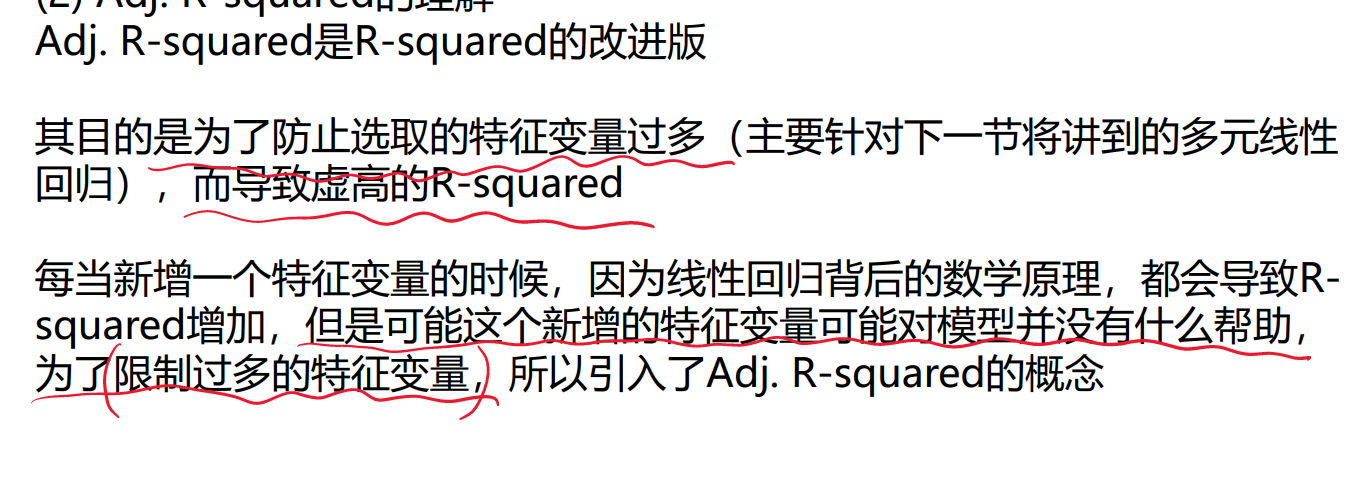 (2) Adj. R-squared的理解
Adj. R-squared是R-squared的改进版
其目的是为了防止选取的特征变量过多（主要针对下一节将讲到的多元线性
回归），而导致虚高的R-squared
每当新增一个特征变量的时候，因为线性回归背后的数学原理，都会导致R-
squared增加，但是可能这个新增的特征变量可能对模型并没有什么帮助，
为了限制过多的特征变量，所以引入了Adj. R-squared的概念